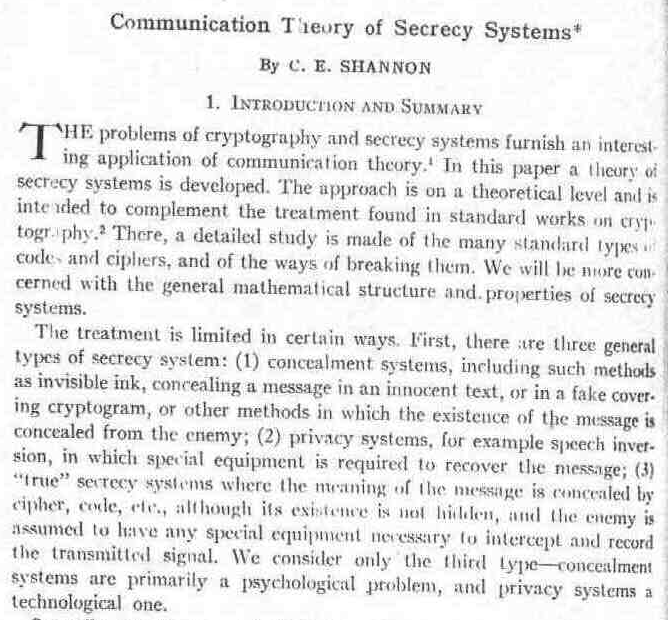 Communication Theory of Secrecy Systems*
By C. E. SHANNON
1. INTRODUCTION AND SUMMARY
THE problems of cryptography and secrecy systems furnish an interest-
ing application of communication theory.¹ In this paper a theory of
secrecy systems is developed. The approach is on a theoretical level and is
intended to complement the treatment found in standard works on cryp-
tography.² There, a detailed study is made of the many standard types of
codes and ciphers, and of the ways of breaking them. We will be more con-
cerned with the general mathematical structure and properties of secrecy
systems.
The treatment is limited in certain ways. First, there are three general
types of secrecy system: (1) concealment systems, including such methods
as invisible ink, concealing a message in an innocent text, or in a fake cover-
ing cryptogram, or other methods in which the existence of the message is
concealed from the enemy; (2) privacy systems, for example speech inver-
sion, in which special equipment is required to recover the message; (3)
"true" secrecy systems where the meaning of the message is concealed by
cipher, code, etc., although its existence is not hidden, and the enemy is
assumed to have any special equipment necessary to intercept and record
the transmitted signal. We consider only the third type—concealment
systems are primarily a psychological problem, and privacy systems a
technological one.